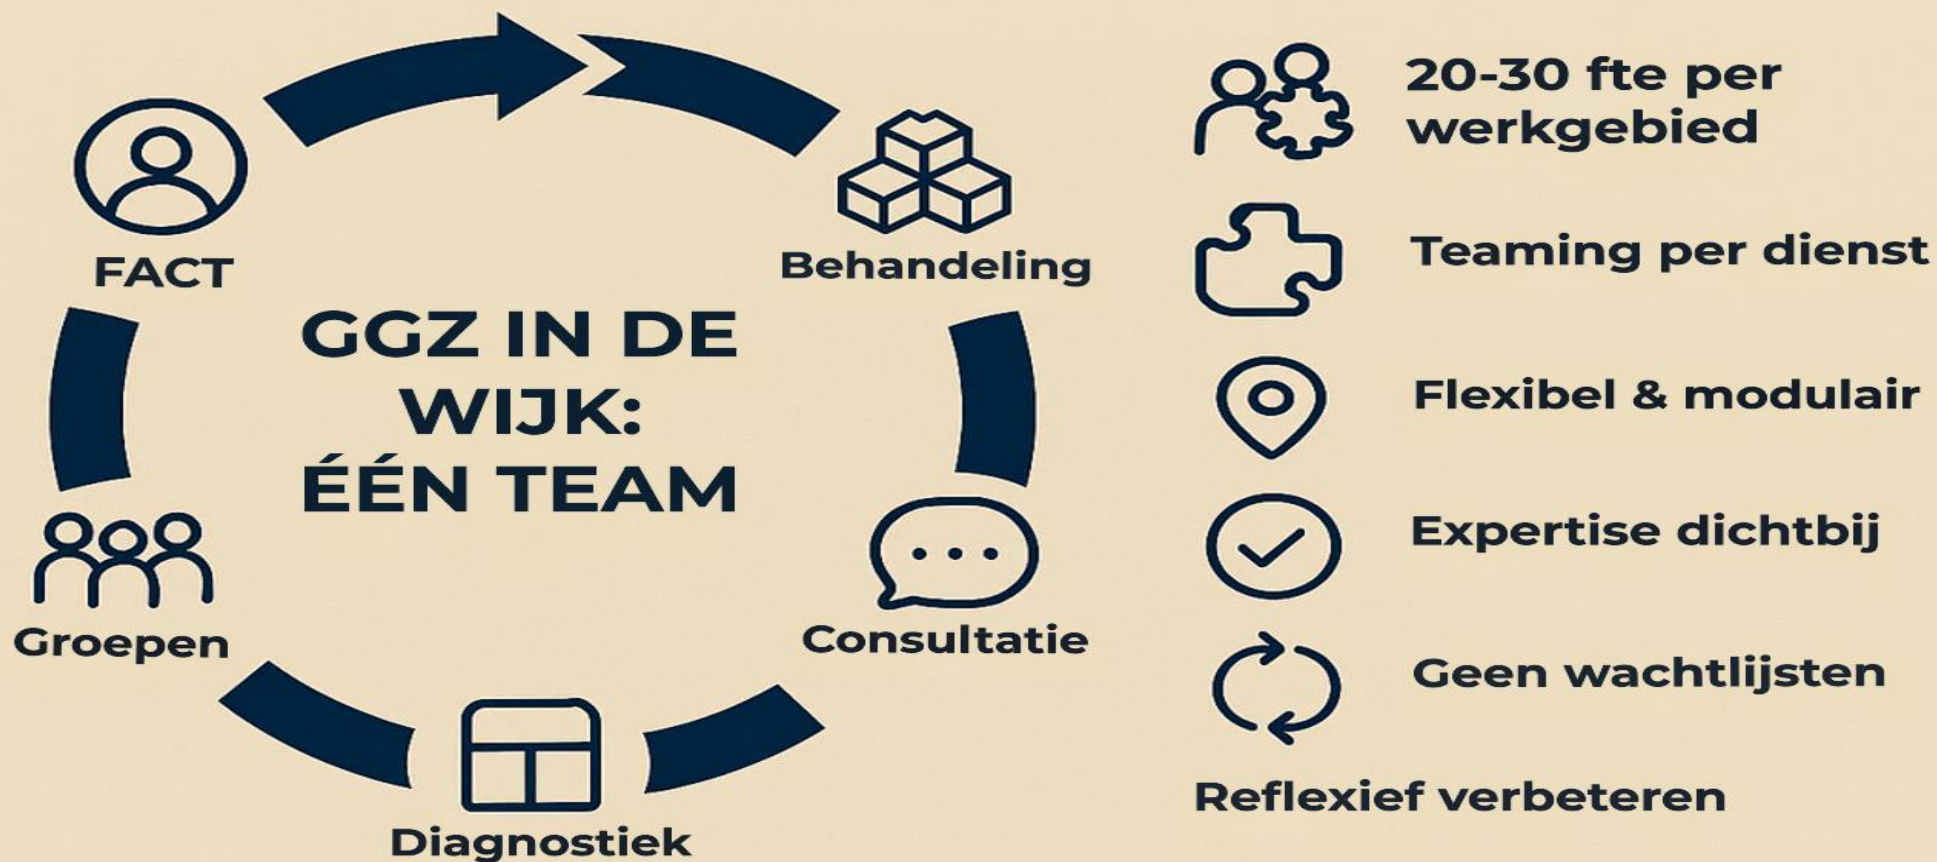 FACT
Behandeling
GGZ IN DE
WIJK:
ÉÉN TEAM
Groepen
Consultatie
Diagnostiek
20-30 fte per
werkgebied
Teaming per dienst
Flexibel & modulair
Expertise dichtbij
Geen wachtlijsten
Reflexief verbeteren